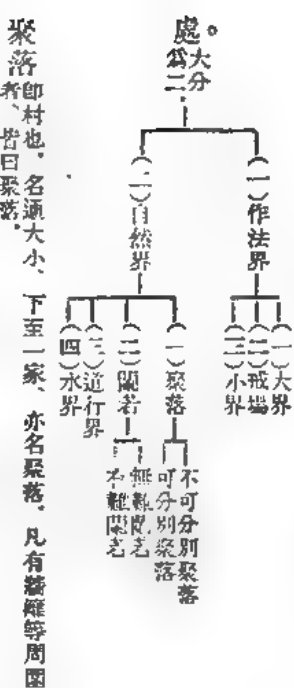 處。大分為二、
（一）作法界
（一）大界
（二）戒場
（三）小界
（二）自然界
（一）聚落
不可分別聚落
可分別聚落
（二）蘭若
無難蘭若
不難蘭若
（三）道行界
（四）水界
聚落 卽村也．名通大小、下至一家、亦名聚落．凡有牆籬等周圍
者、皆曰聚落．